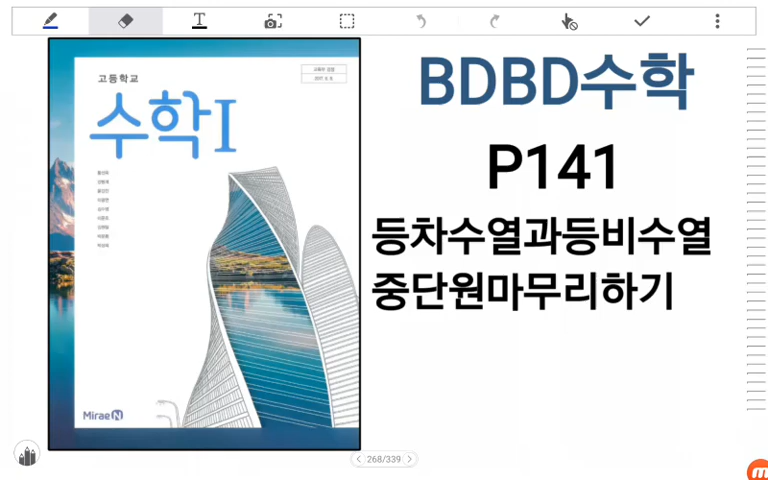 T
고등학교
수학I
Mirae N
BDBD수학
P141
등차수열과등비수열
중단원마무리하기
268/339